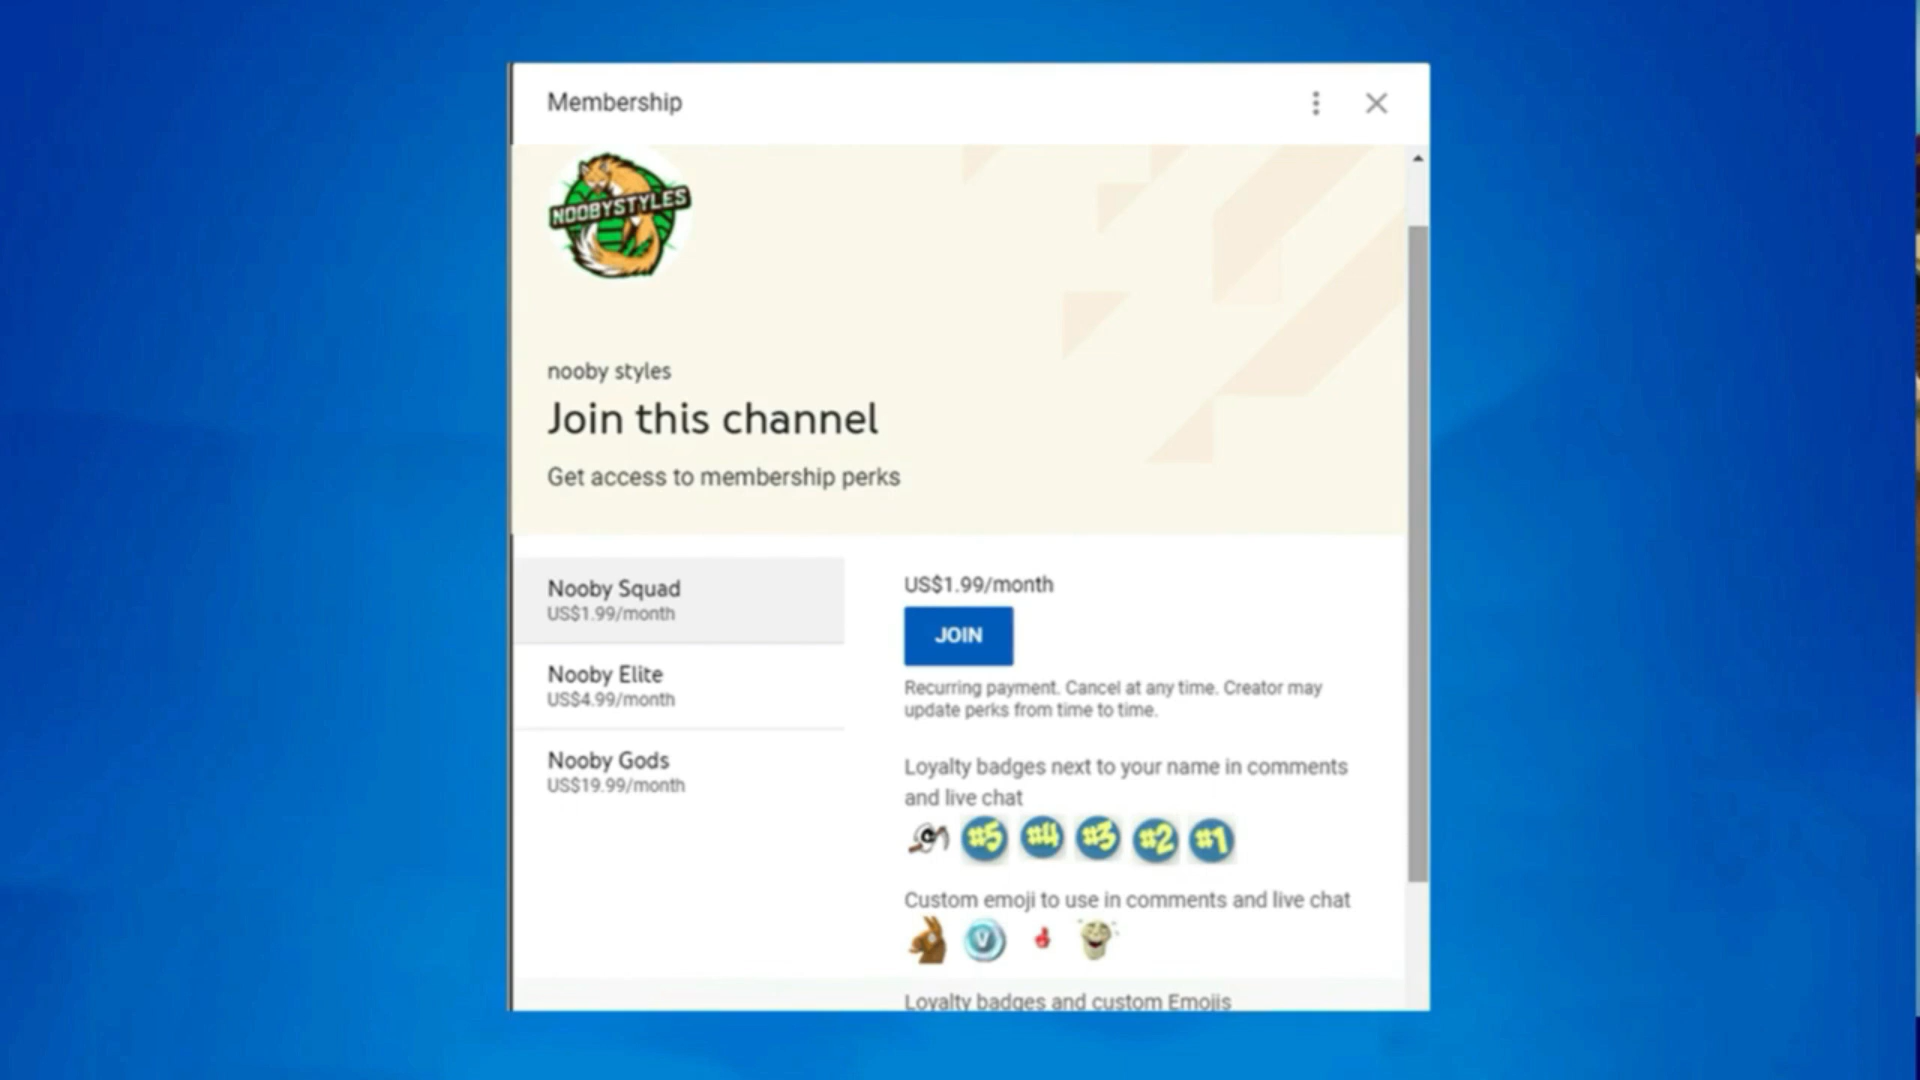 Membership
NOOBYSTYLES
nooby styles
Join this channel
Get access to membership perks
Nooby Squad
US$1.99/month
Nooby Elite
US$4.99/month
Nooby Gods
US$19.99/month
US$1.99/month
JOIN
Recurring payment. Cancel at any time. Creator may
update perks from time to time.
Loyalty badges next to your name in comments
and live chat
#5 #4 #3 #2 #1
Custom emoji to use in comments and live chat
V
Loyalty badges and custom Emojis